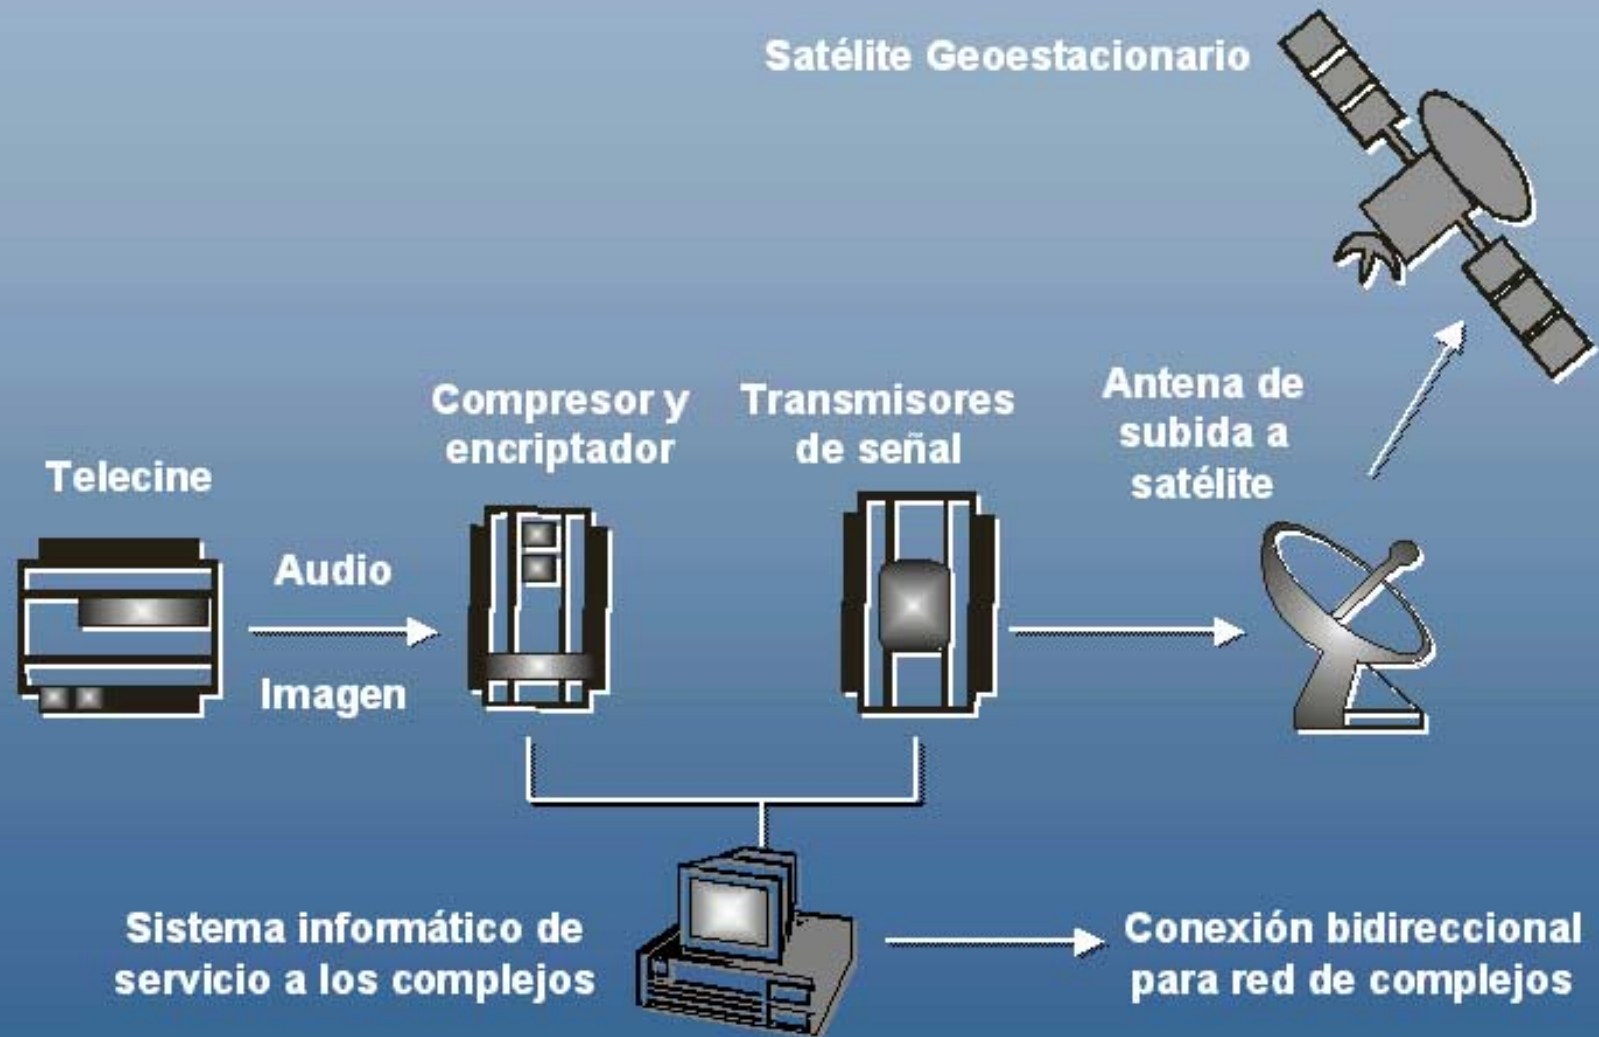 Satélite Geoestacionario
Telecine
Audio
Imagen
Compresor y
encriptador
Transmisores
de señal
Antena de
subida a
satélite
Sistema informático de
servicio a los complejos
Conexión bidireccional
para red de complejos